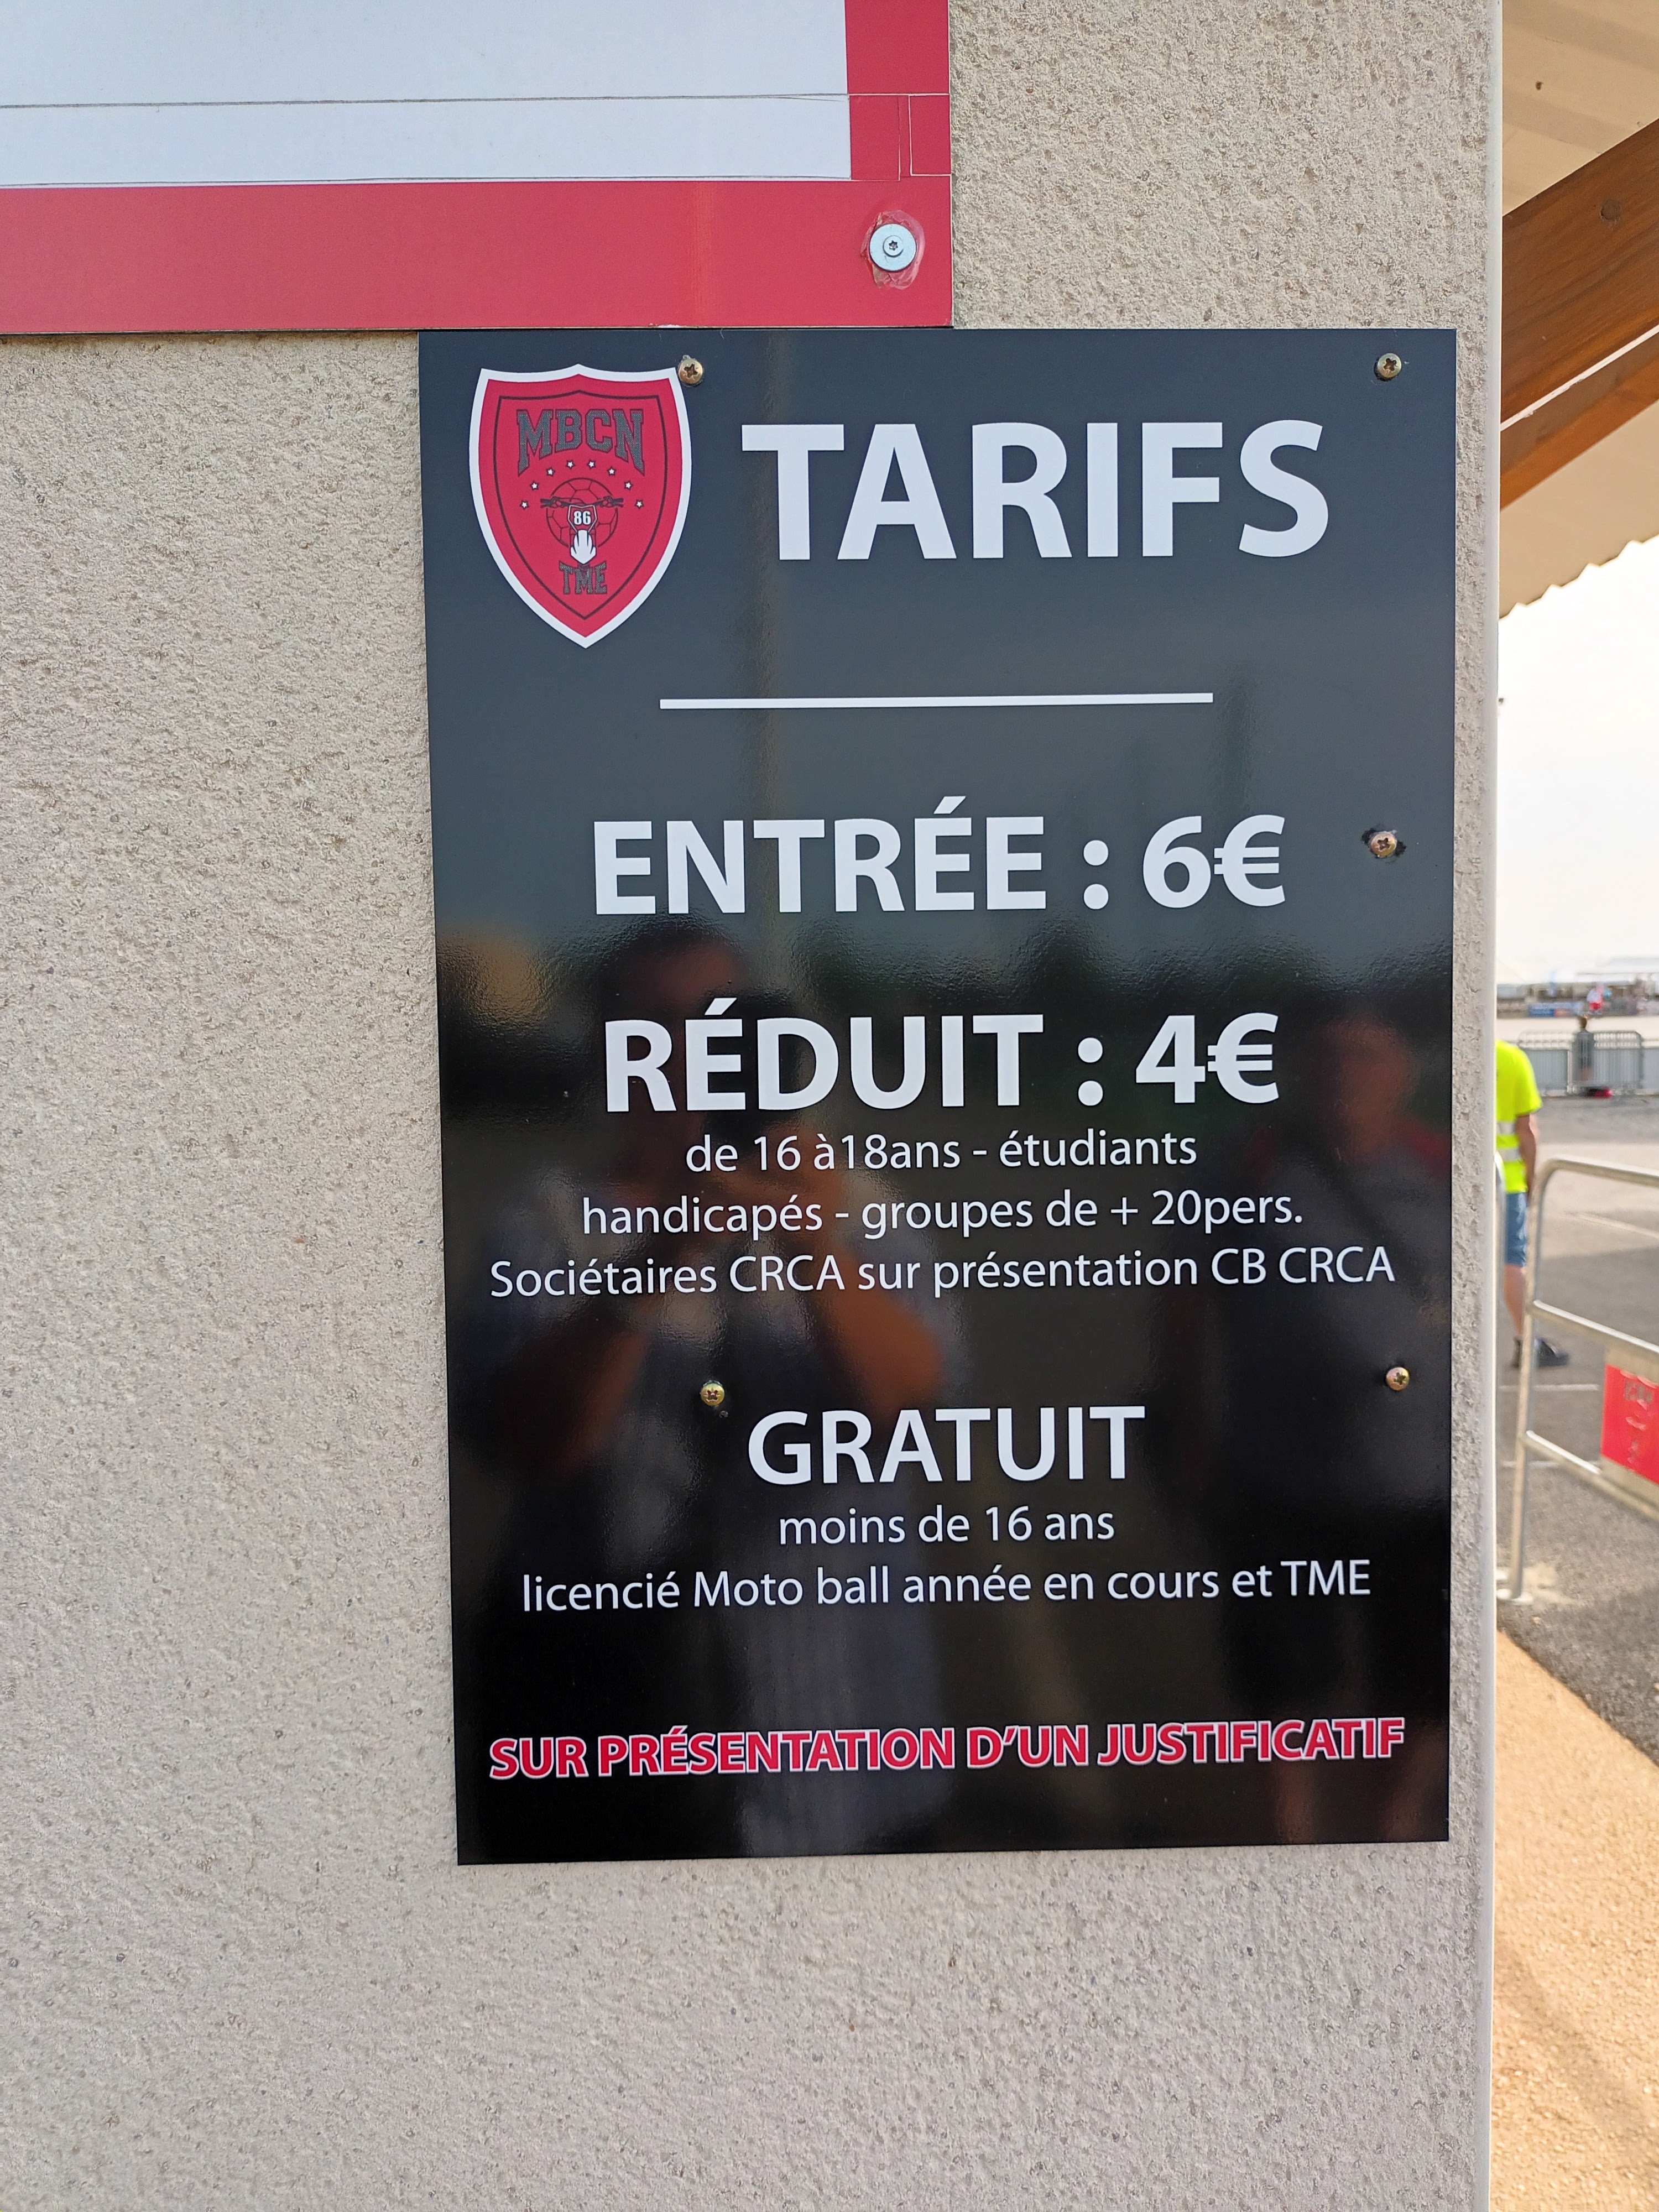 MBCN
86
TME
TARIFS
ENTRÉE : 6€
RÉDUIT : 4€
de 16 à18ans - étudiants
handicapés - groupes de + 20pers.
Sociétaires CRCA sur présentation CB CRCA
GRATUIT
moins de 16 ans
licencié Moto ball année en cours et TME
SUR PRÉSENTATION D'UN JUSTIFICATIF